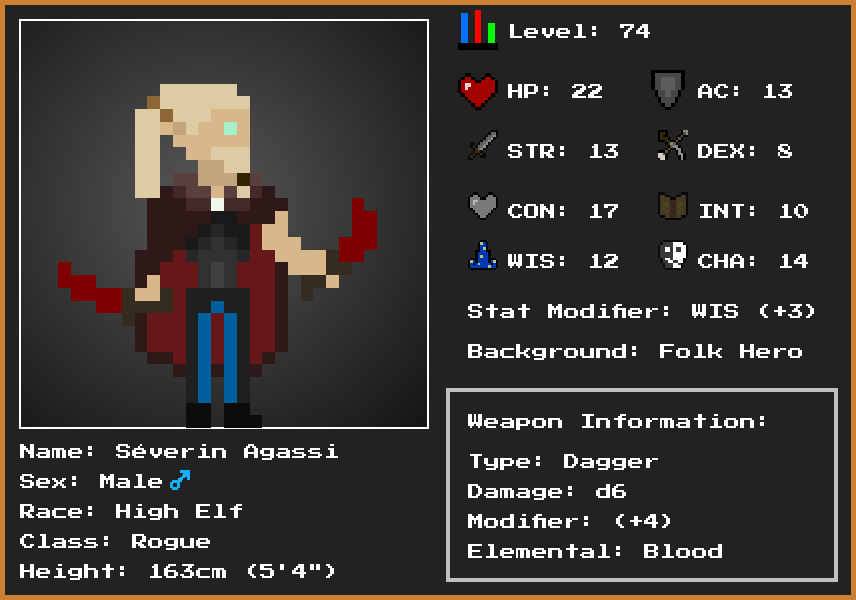 Level: 74
HP: 22 AC: 13
STR: 13 DEX: 8
CON: 17 INT: 10
WIS: 12 CHA: 14
Stat Modifier: WIS (+3)
Background: Folk Hero
Weapon Information:
Type: Dagger
Damage: d6
Modifier: (+4)
Elemental: Blood
Name: Séverin Agassi
Sex: Male♂
Race: High Elf
Class: Rogue
Height: 163cm (5'4")